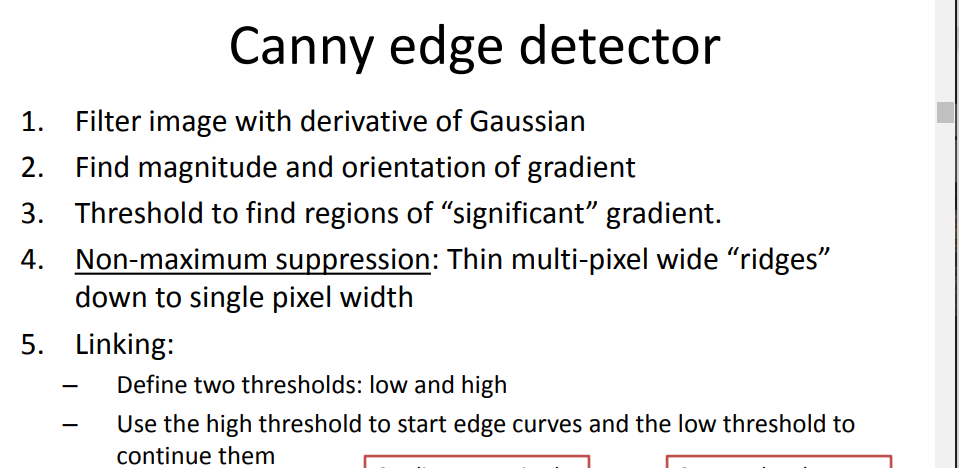 Canny edge detector
1. Filter image with derivative of Gaussian
2. Find magnitude and orientation of gradient
3. Threshold to find regions of “significant” gradient.
4. Non-maximum suppression: Thin multi-pixel wide “ridges”
down to single pixel width
5. Linking:
– Define two thresholds: low and high
– Use the high threshold to start edge curves and the low threshold to
continue them